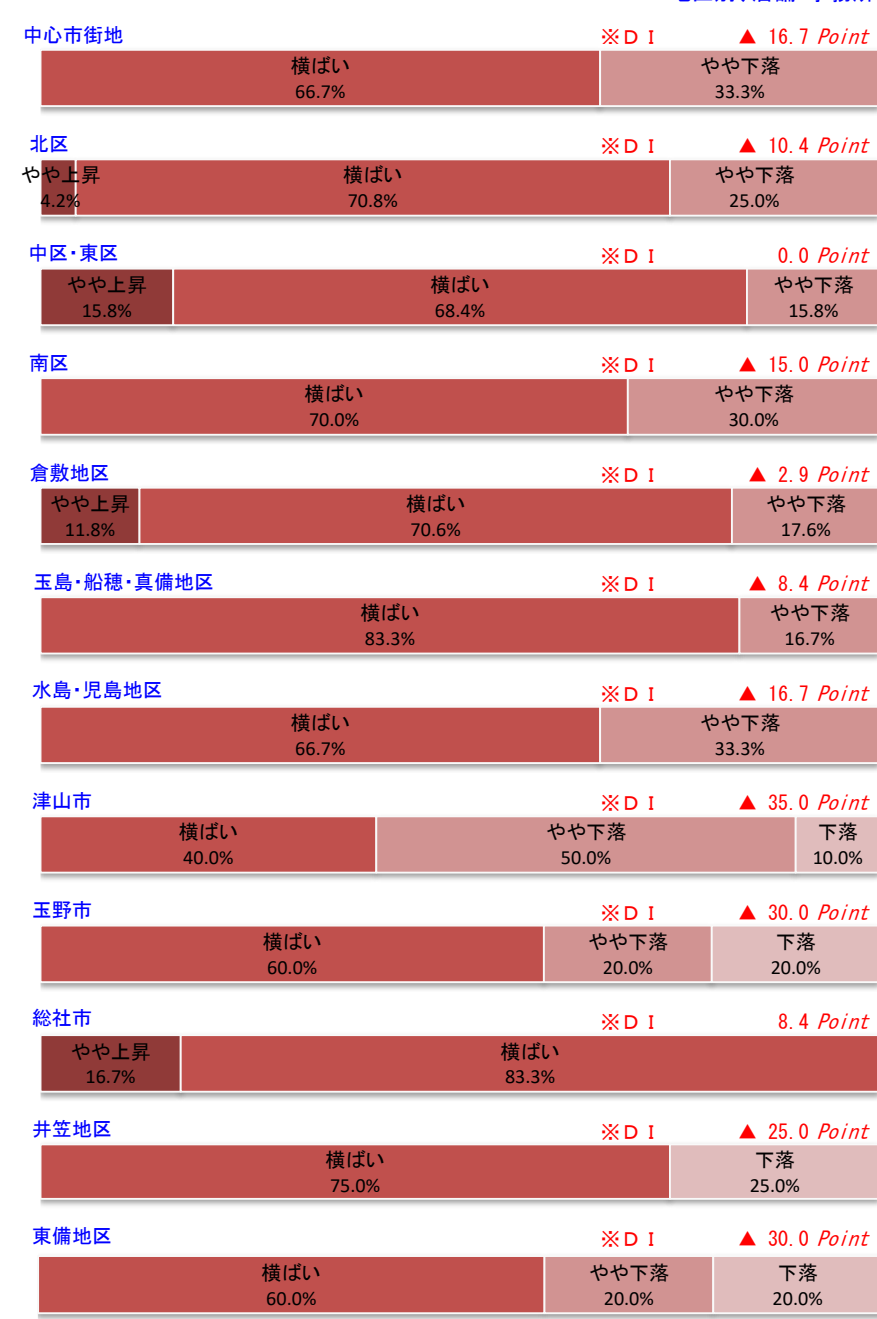 中心市街地 ※ＤＩ ▲ 16.7 Point
横ばい やや下落
66.7% 33.3%
北区 ※ＤＩ ▲ 10.4 Point
やや上昇 横ばい やや下落
4.2% 70.8% 25.0%
中区・東区 ※ＤＩ 0.0 Point
やや上昇 横ばい やや下落
15.8% 68.4% 15.8%
南区 ※ＤＩ ▲ 15.0 Point
横ばい やや下落
70.0% 30.0%
倉敷地区 ※ＤＩ ▲ 2.9 Point
やや上昇 横ばい やや下落
11.8% 70.6% 17.6%
玉島・船穂・真備地区 ※ＤＩ ▲ 8.4 Point
横ばい やや下落
83.3% 16.7%
水島・児島地区 ※ＤＩ ▲ 16.7 Point
横ばい やや下落
66.7% 33.3%
津山市 ※ＤＩ ▲ 35.0 Point
横ばい やや下落 下落
40.0% 50.0% 10.0%
玉野市 ※ＤＩ ▲ 30.0 Point
横ばい やや下落 下落
60.0% 20.0% 20.0%
総社市 ※ＤＩ 8.4 Point
やや上昇 横ばい
16.7% 83.3%
井笠地区 ※ＤＩ ▲ 25.0 Point
横ばい 下落
75.0% 25.0%
東備地区 ※ＤＩ ▲ 30.0 Point
横ばい やや下落 下落
60.0% 20.0% 20.0%